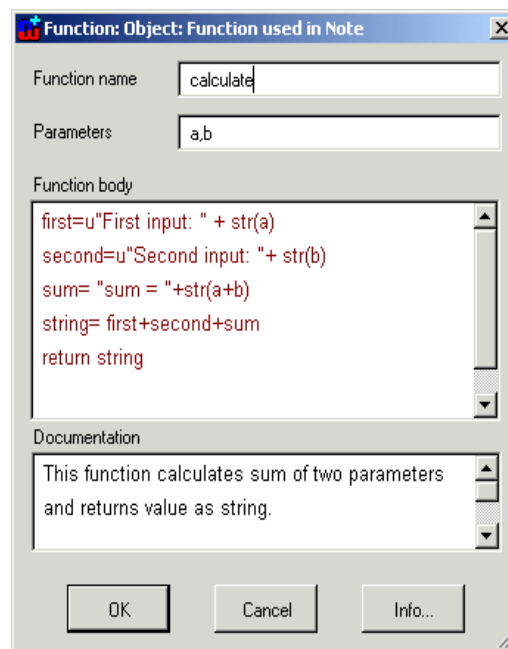 Function: Object: Function used in Note
Function name
calculate
Parameters
a,b
Function body
first=u"First input: " + str(a)
second=u"Second input: "+ str(b)
sum= "sum = "+str(a+b)
string= first+second+sum
return string
Documentation
This function calculates sum of two parameters
and returns value as string.
OK
Cancel
Info...